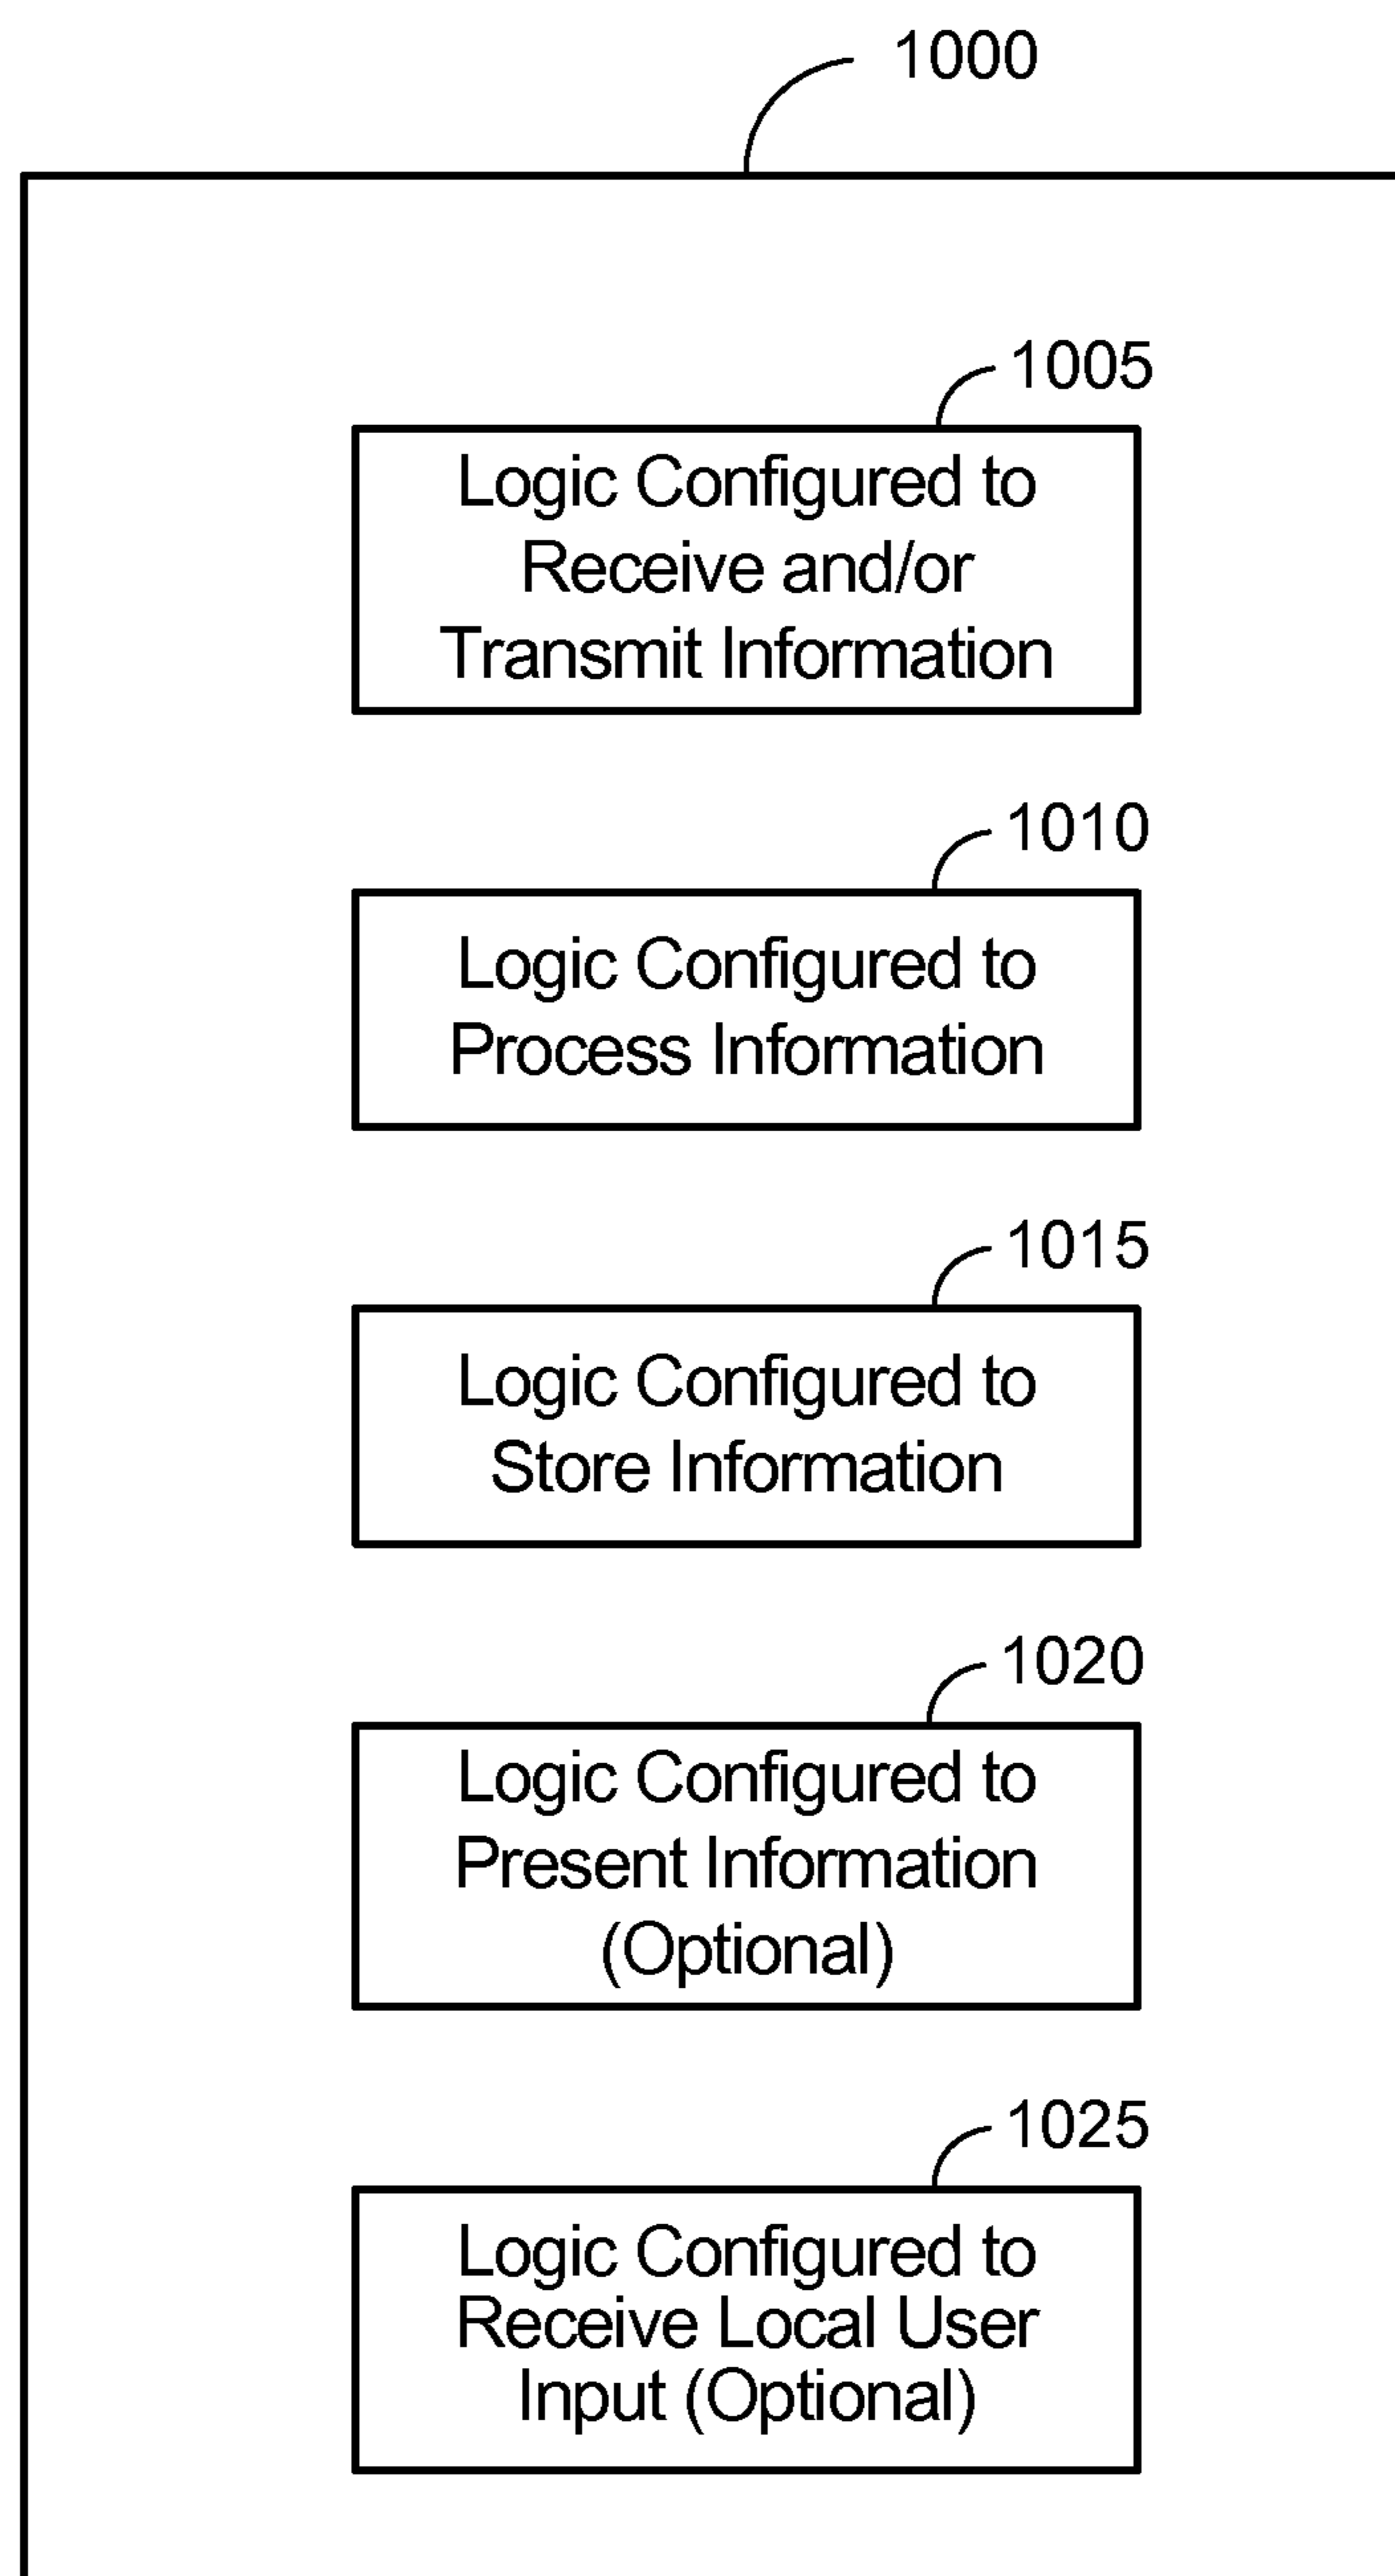 1000
1005
Logic Configured to
Receive and/or
Transmit Information
1010
Logic Configured to
Process Information
1015
Logic Configured to
Store Information
1020
Logic Configured to
Present Information
(Optional)
1025
Logic Configured to
Receive Local User
Input (Optional)